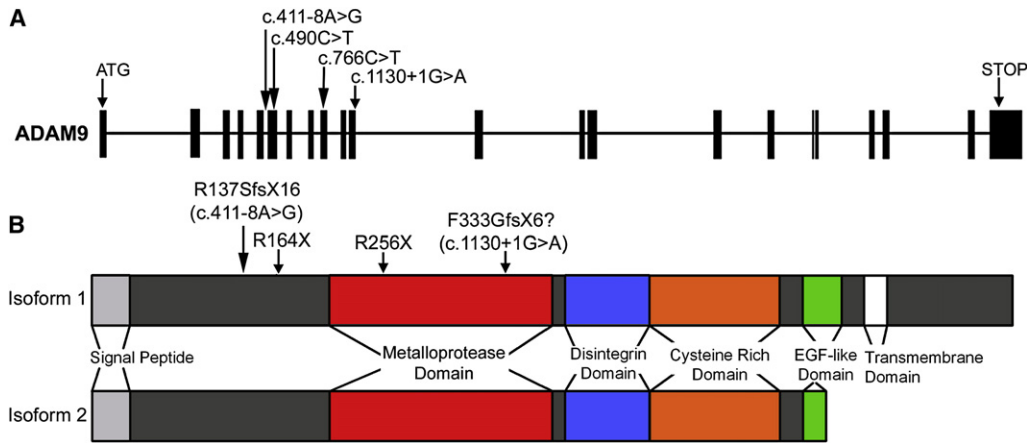 A
c.411-8A>G
c.490C>T
c.766C>T
ATG
c.1130+1G>A
STOP
ADAM9
B
R137SfsX16
(c.411-8A>G)
R164X
R256X
F333GfsX6?
(c.1130+1G>A)
Isoform 1
Signal Peptide
Metalloprotease
Domain
Disintegrin
Domain
Cysteine Rich
Domain
EGF-like
Domain
Transmembrane
Domain
Isoform 2